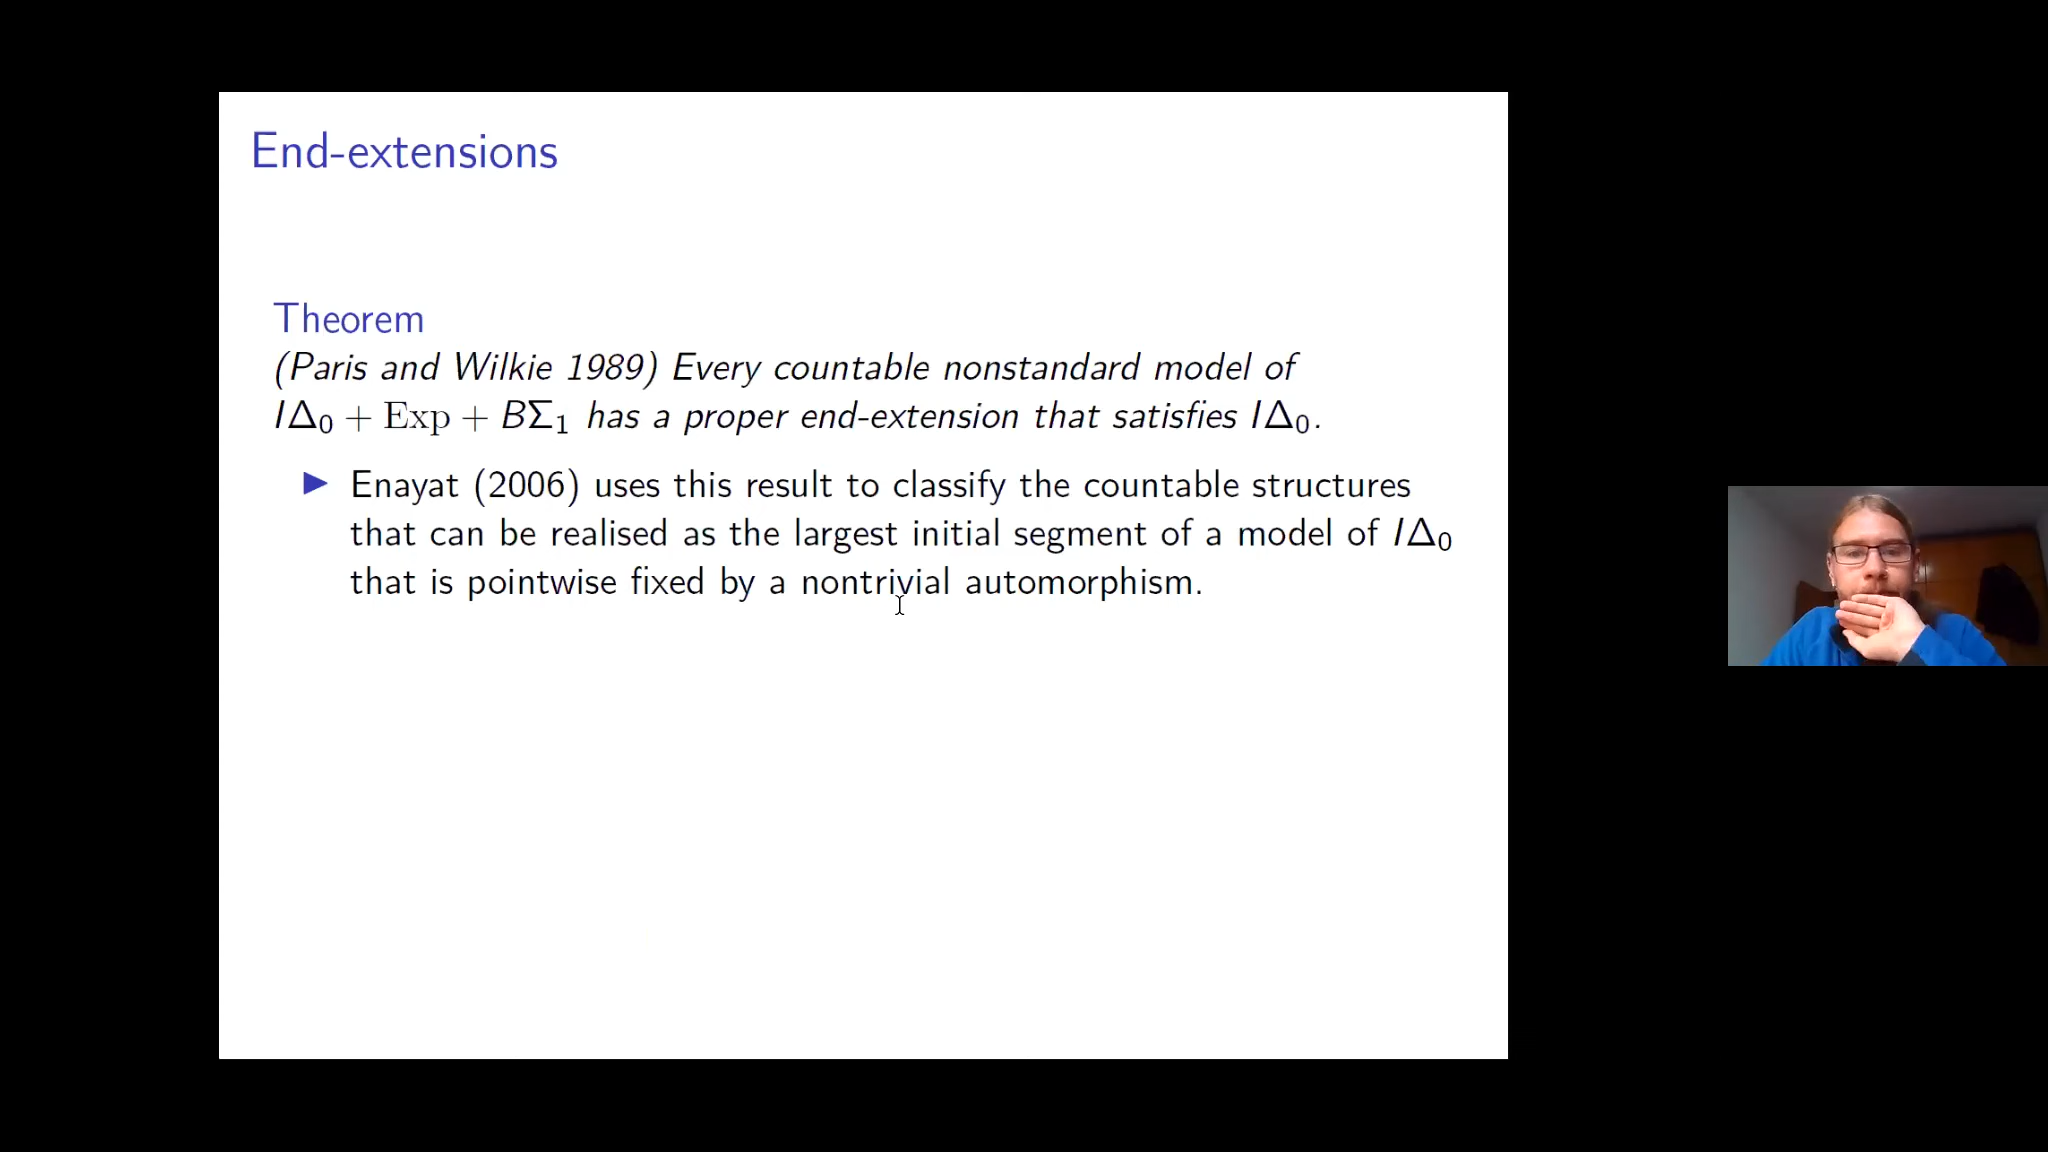 End-extensions
Theorem
(Paris and Wilkie 1989) Every countable nonstandard model of
IΔ₀ + Exp + BΣ₁ has a proper end-extension that satisfies IΔ₀.
▶ Enayat (2006) uses this result to classify the countable structures
that can be realised as the largest initial segment of a model of IΔ₀
that is pointwise fixed by a nontrivial automorphism.